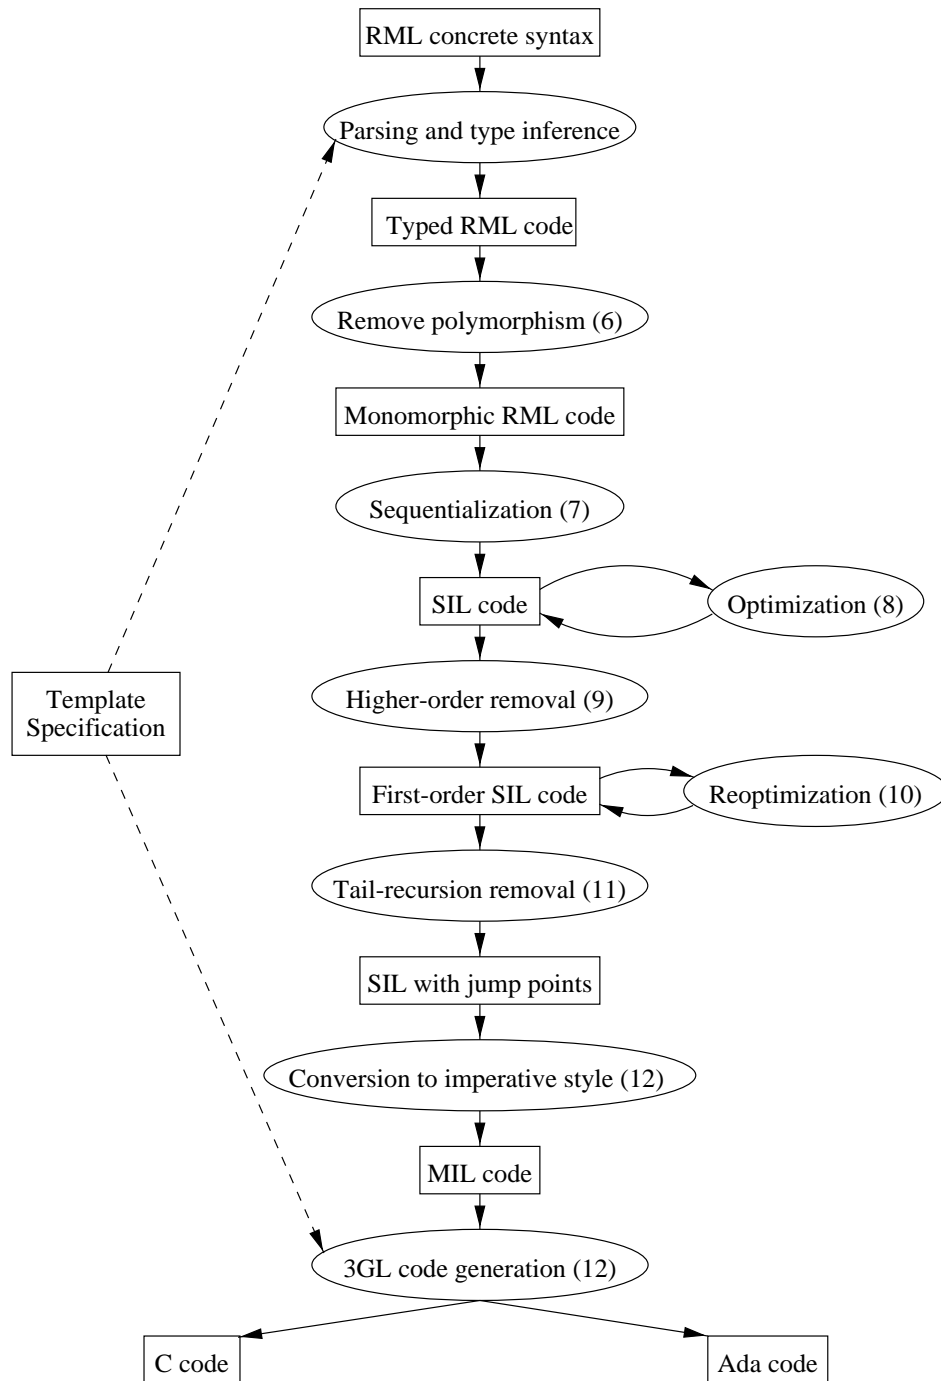 RML concrete syntax
Parsing and type inference
Typed RML code
Remove polymorphism (6)
Monomorphic RML code
Sequentialization (7)
SIL code
Optimization (8)
Higher-order removal (9)
Template
Specification
First-order SIL code
Reoptimization (10)
Tail-recursion removal (11)
SIL with jump points
Conversion to imperative style (12)
MIL code
3GL code generation (12)
C code
Ada code